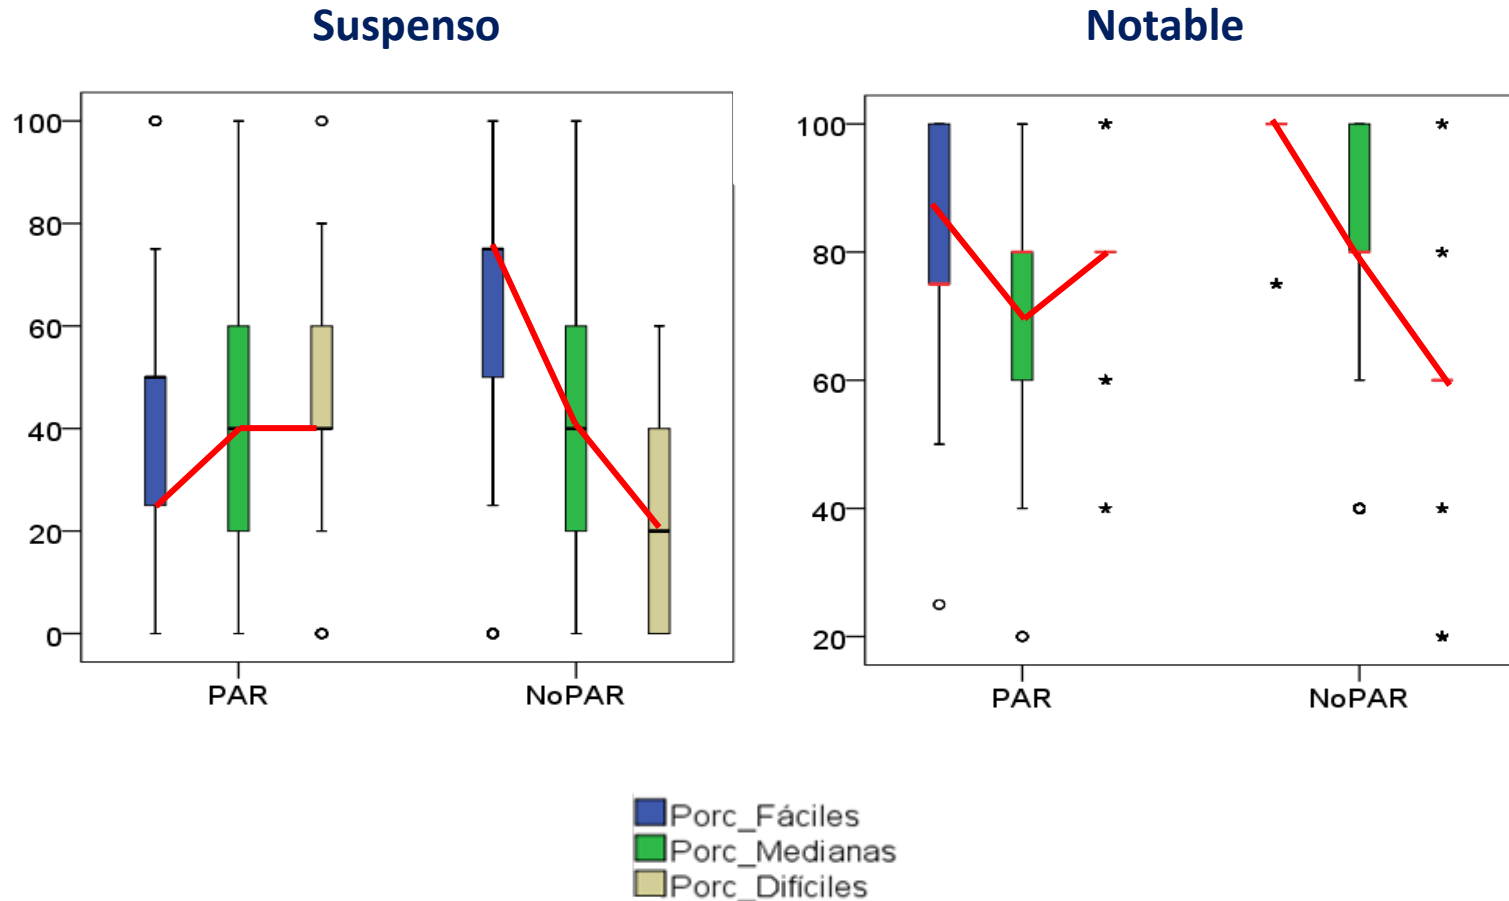 Suspenso
Notable
100
80
60
40
20
0
PAR
NoPAR
100
80
60
40
20
PAR
NoPAR
Porc_Fáciles
Porc_Medianas
Porc_Difíciles